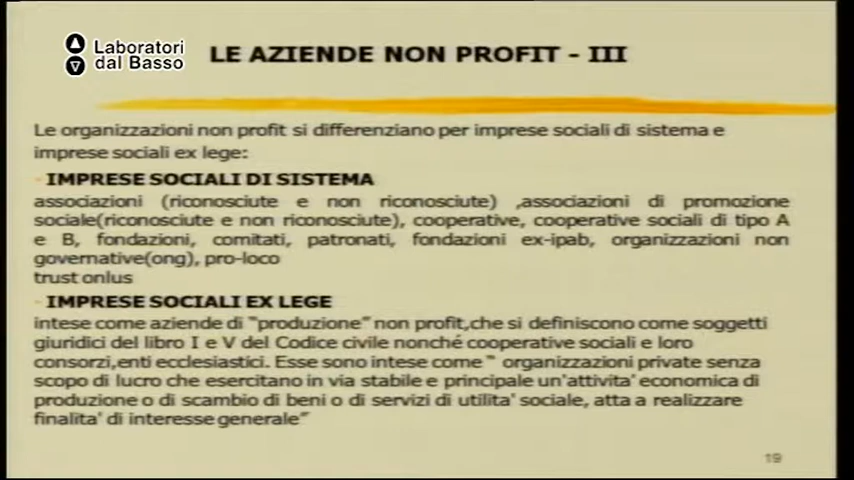 Laboratori
dal Basso
LE AZIENDE NON PROFIT - III
Le organizzazioni non profit si differenziano per imprese sociali di sistema e
imprese sociali ex lege:
- IMPRESE SOCIALI DI SISTEMA
associazioni (riconosciute e non riconosciute) ,associazioni di promozione
sociale(riconosciute e non riconosciute), cooperative, cooperative sociali di tipo A
e B, fondazioni, comitati, patronati, fondazioni ex-ipab, organizzazioni non
governative(ong), pro-loco
trust onlus
- IMPRESE SOCIALI EX LEGE
intese come aziende di "produzione" non profit,che si definiscono come soggetti
giuridici del libro I e V del Codice civile nonché cooperative sociali e loro
consorzi,enti ecclesiastici. Esse sono intese come " organizzazioni private senza
scopo di lucro che esercitano in via stabile e principale un'attivita' economica di
produzione o di scambio di beni o di servizi di utilita' sociale, atta a realizzare
finalita' di interesse generale"
19